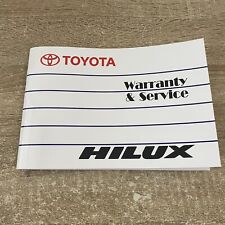 TOYOTA
Warranty
& Service
HILUX